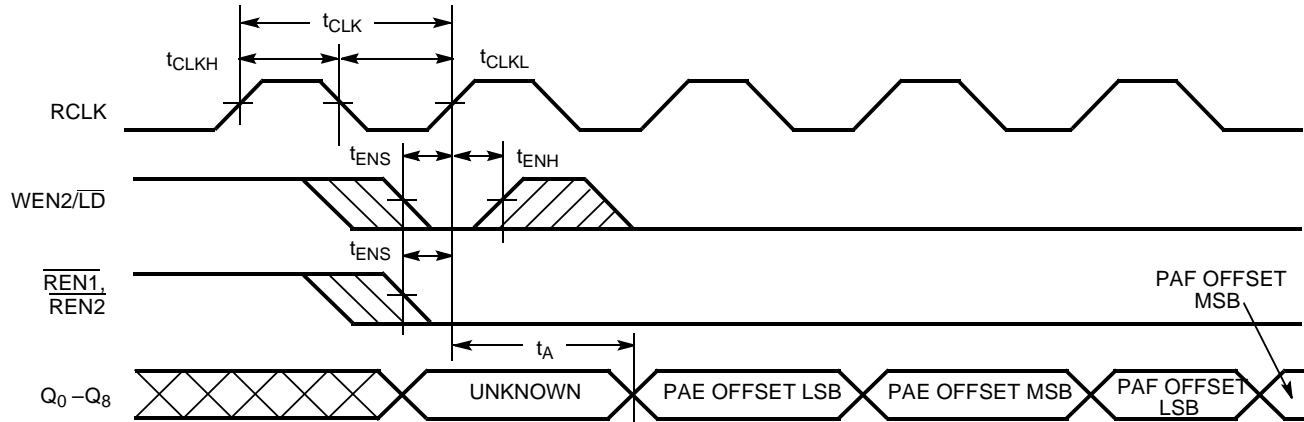 tCLK
tCLKH
tCLKL
RCLK
tENS
tENH
WEN2/LD
tENS
REN1,
REN2
PAF OFFSET
MSB
tA
Q0 –Q8
UNKNOWN
PAE OFFSET LSB
PAE OFFSET MSB
PAF OFFSET
LSB